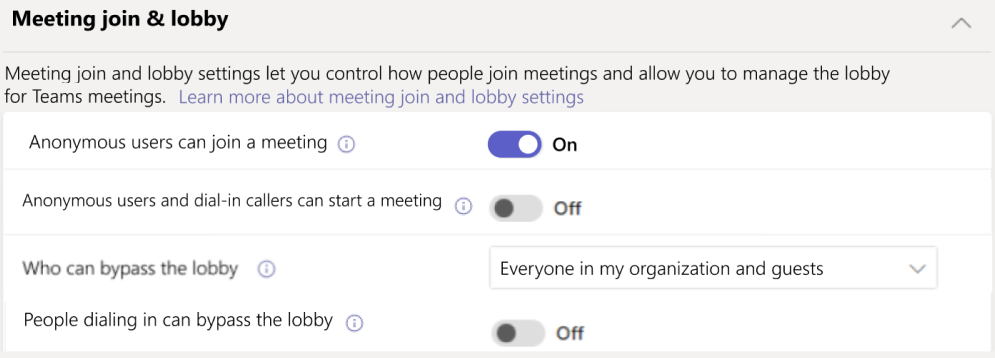 Meeting join & lobby
Meeting join and lobby settings let you control how people join meetings and allow you to manage the lobby
for Teams meetings. Learn more about meeting join and lobby settings
Anonymous users can join a meeting On
Anonymous users and dial-in callers can start a meeting Off
Who can bypass the lobby Everyone in my organization and guests
People dialing in can bypass the lobby Off